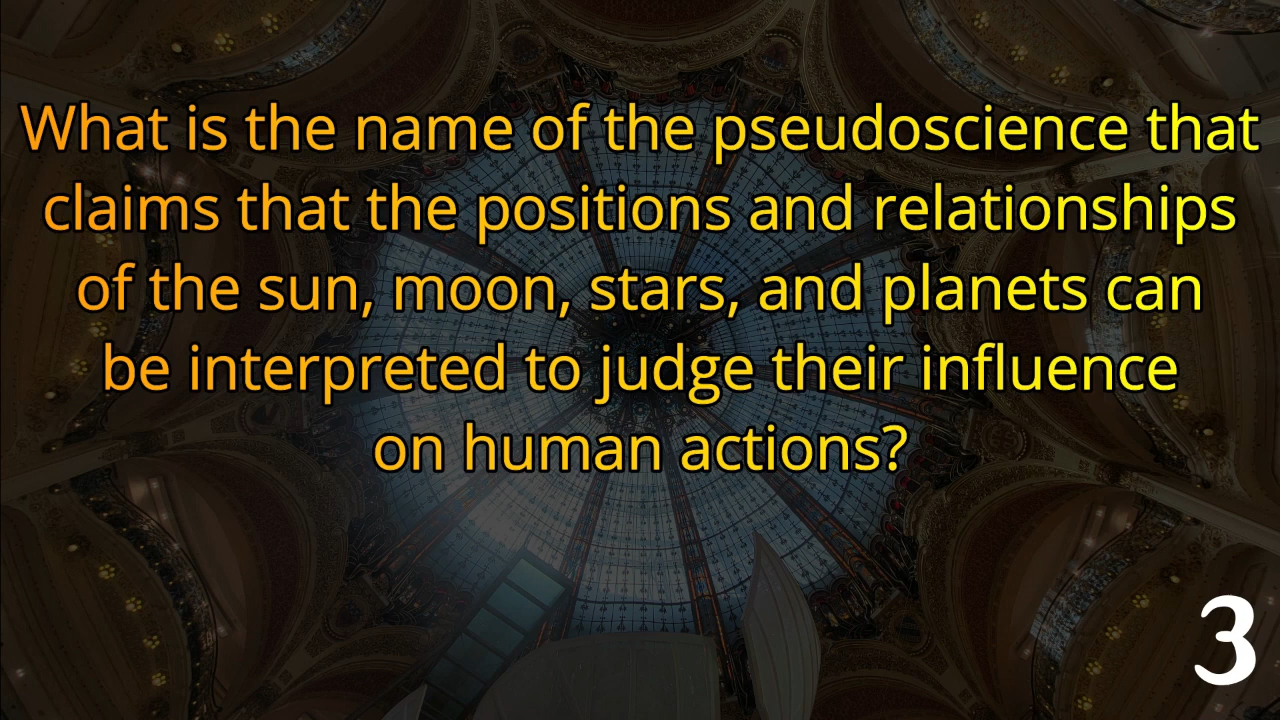 What is the name of the pseudoscience that
claims that the positions and relationships
of the sun, moon, stars, and planets can
be interpreted to judge their influence
on human actions?
3